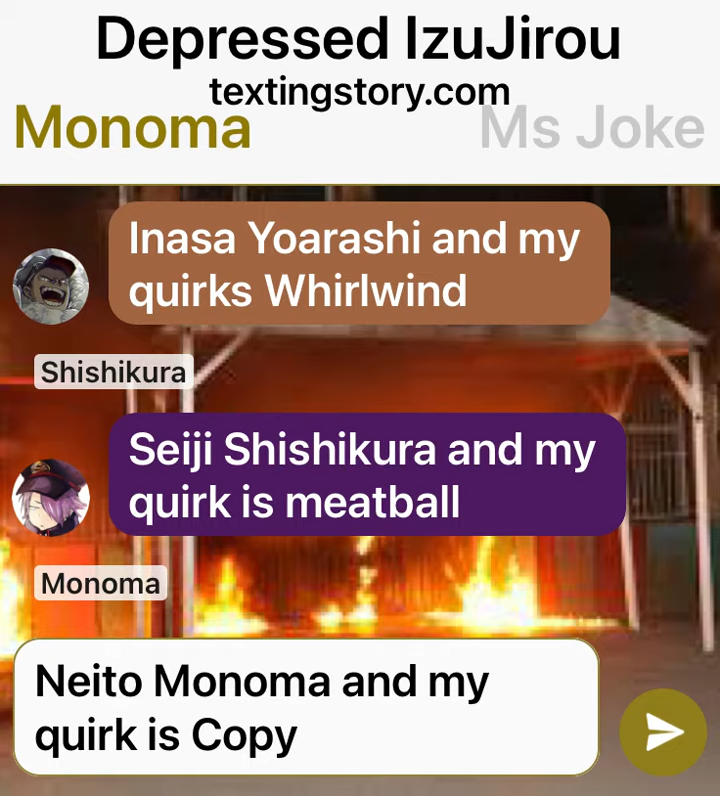 Depressed IzuJirou
textingstory.com
Monoma
Ms Joke
Inasa Yoarashi and my
quirks Whirlwind
Shishikura
Seiji Shishikura and my
quirk is meatball
Monoma
Neito Monoma and my
quirk is Copy